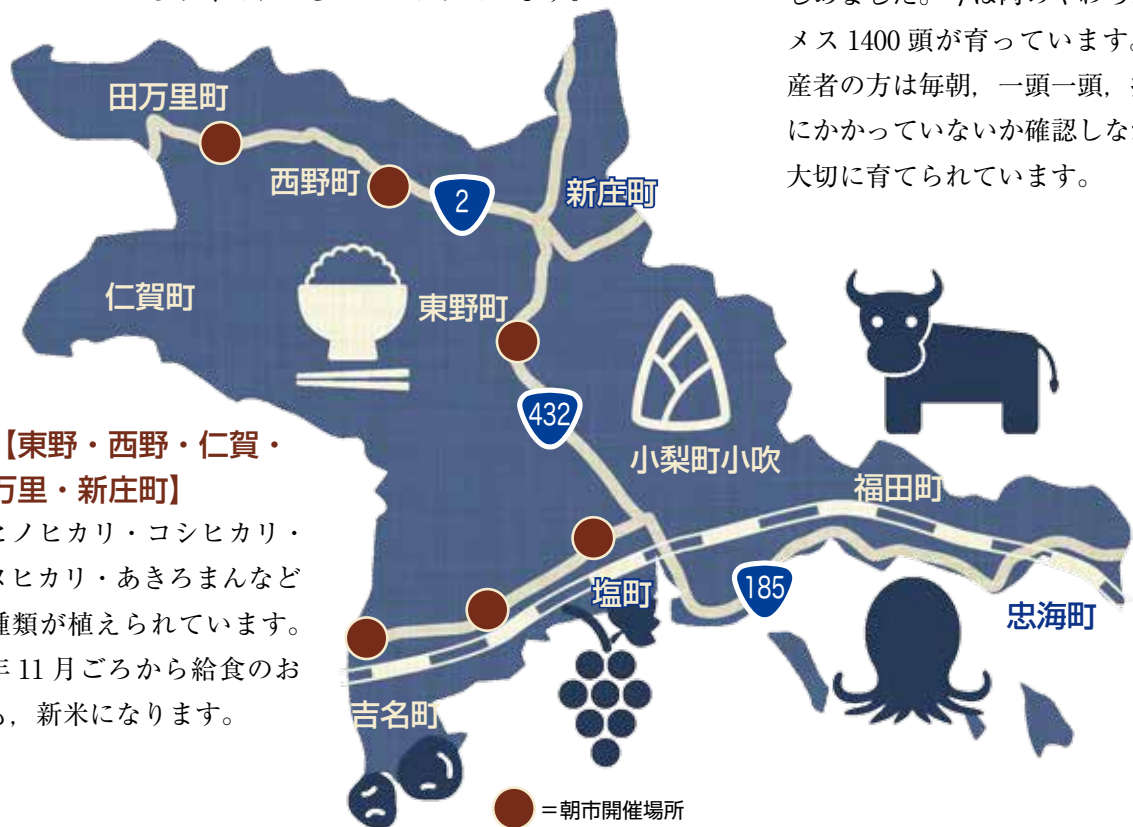 メス 1400 頭が育っています。
産者の方は毎朝，一頭一頭，
にかかっていないか確認しな
大切に育てられています。
田万里町
西野町
2
新庄町
仁賀町
東野町
432
小梨町小吹
福田町
【東野・西野・仁賀・
万里・新庄町】
ヒノヒカリ・コシヒカリ・
メヒカリ・あきろまんなど
種類が植えられています。
年 11 月ごろから給食のお
も，新米になります。
塩町
185
忠海町
吉名町
＝朝市開催場所